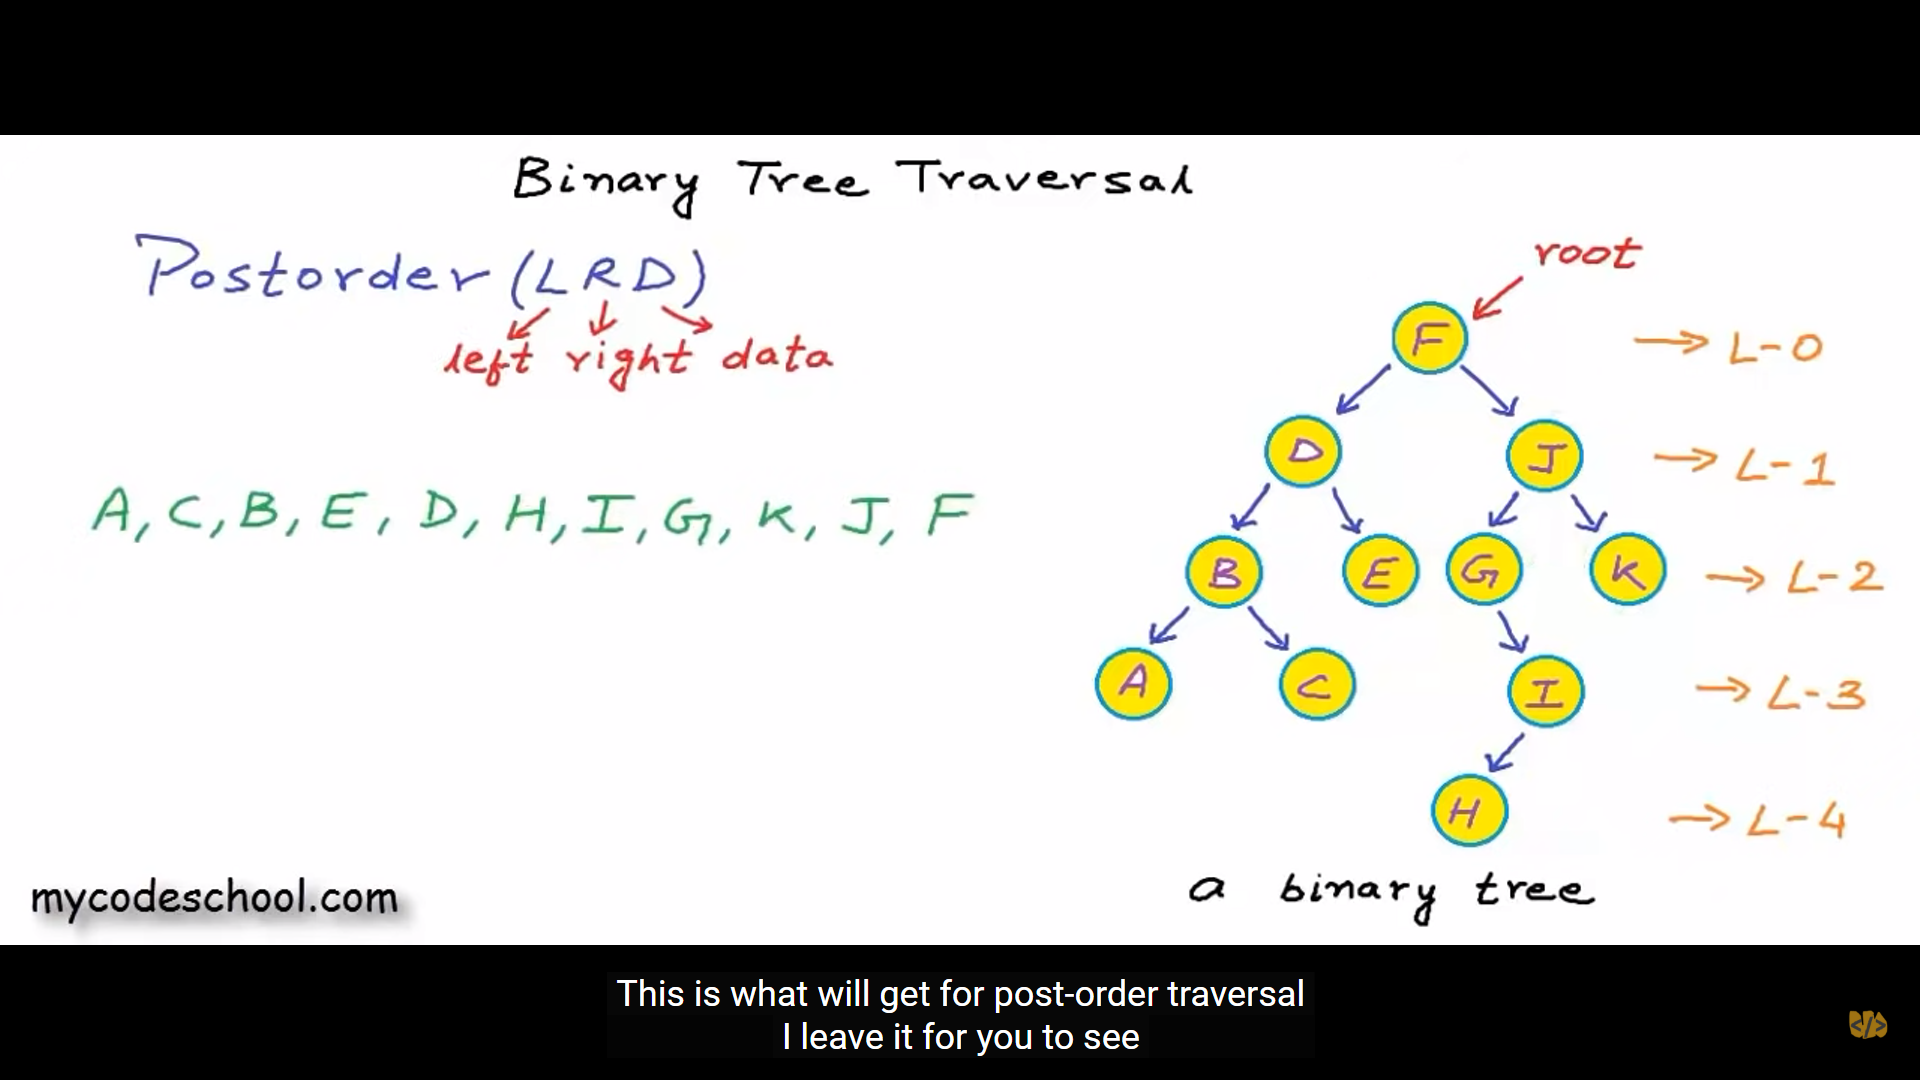 Binary Tree Traversal
Postorder (LRD)
left right data
A, C, B, E, D, H, I, G, K, J, F
root
F
→ L-0
D
J
→ L-1
B
E
G
K
→ L-2
A
C
I
→ L-3
H
→ L-4
a binary tree
mycodeschool.com
This is what will get for post-order traversal
I leave it for you to see